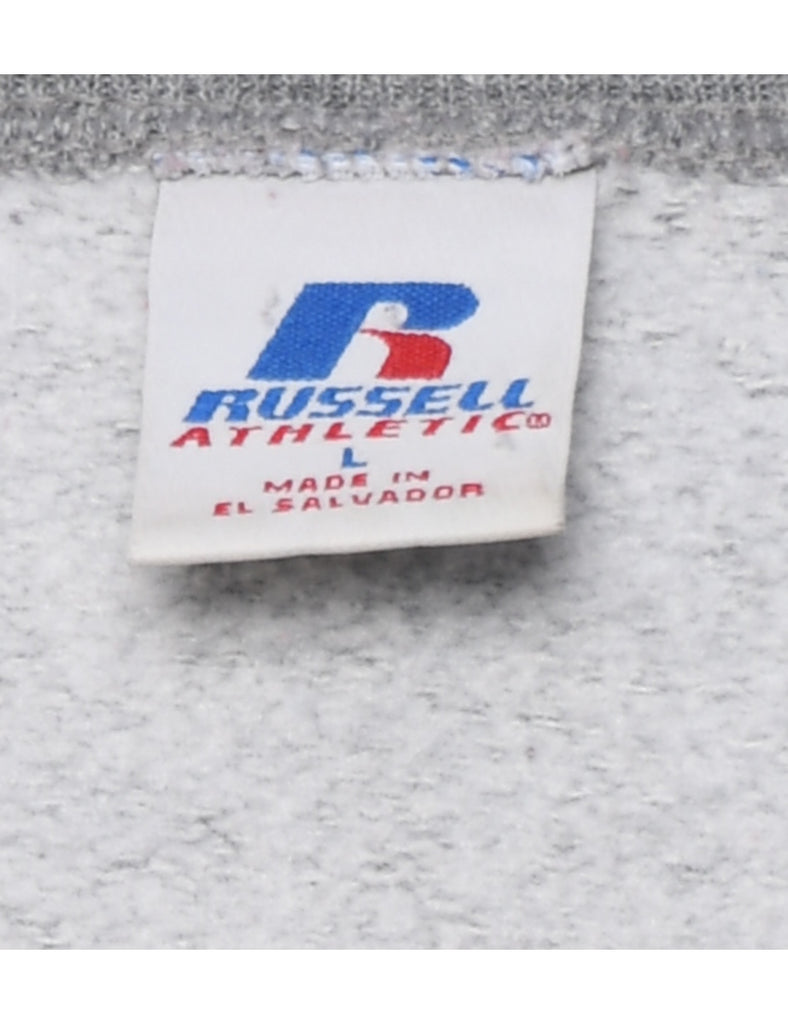 RUSSELL
ATHLETIC
L
MADE IN
EL SALVADOR